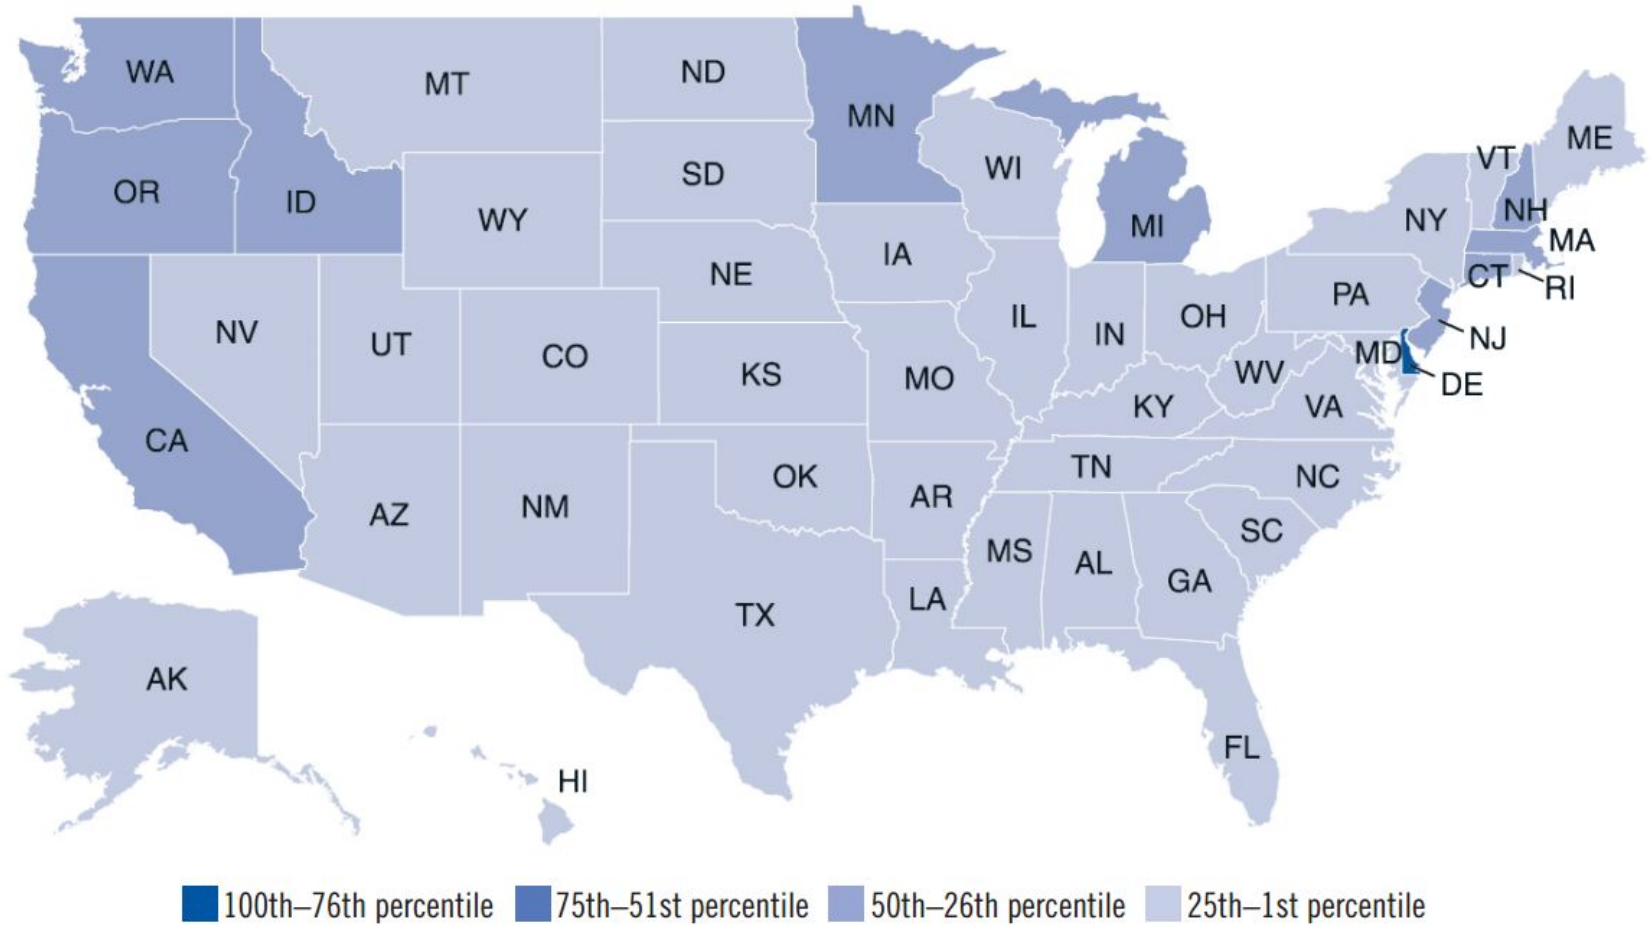 WA
MT
ND
MN
ME
VT
OR
ID
SD
WI
NH
WY
MI
NY
MA
IA
NE
CT
RI
PA
NV
UT
CO
IL
IN
OH
NJ
MD
DE
KS
MO
WV
VA
KY
CA
OK
TN
NC
AZ
NM
AR
SC
MS
AL
GA
TX
LA
AK
FL
HI
100th–76th percentile 75th–51st percentile 50th–26th percentile 25th–1st percentile